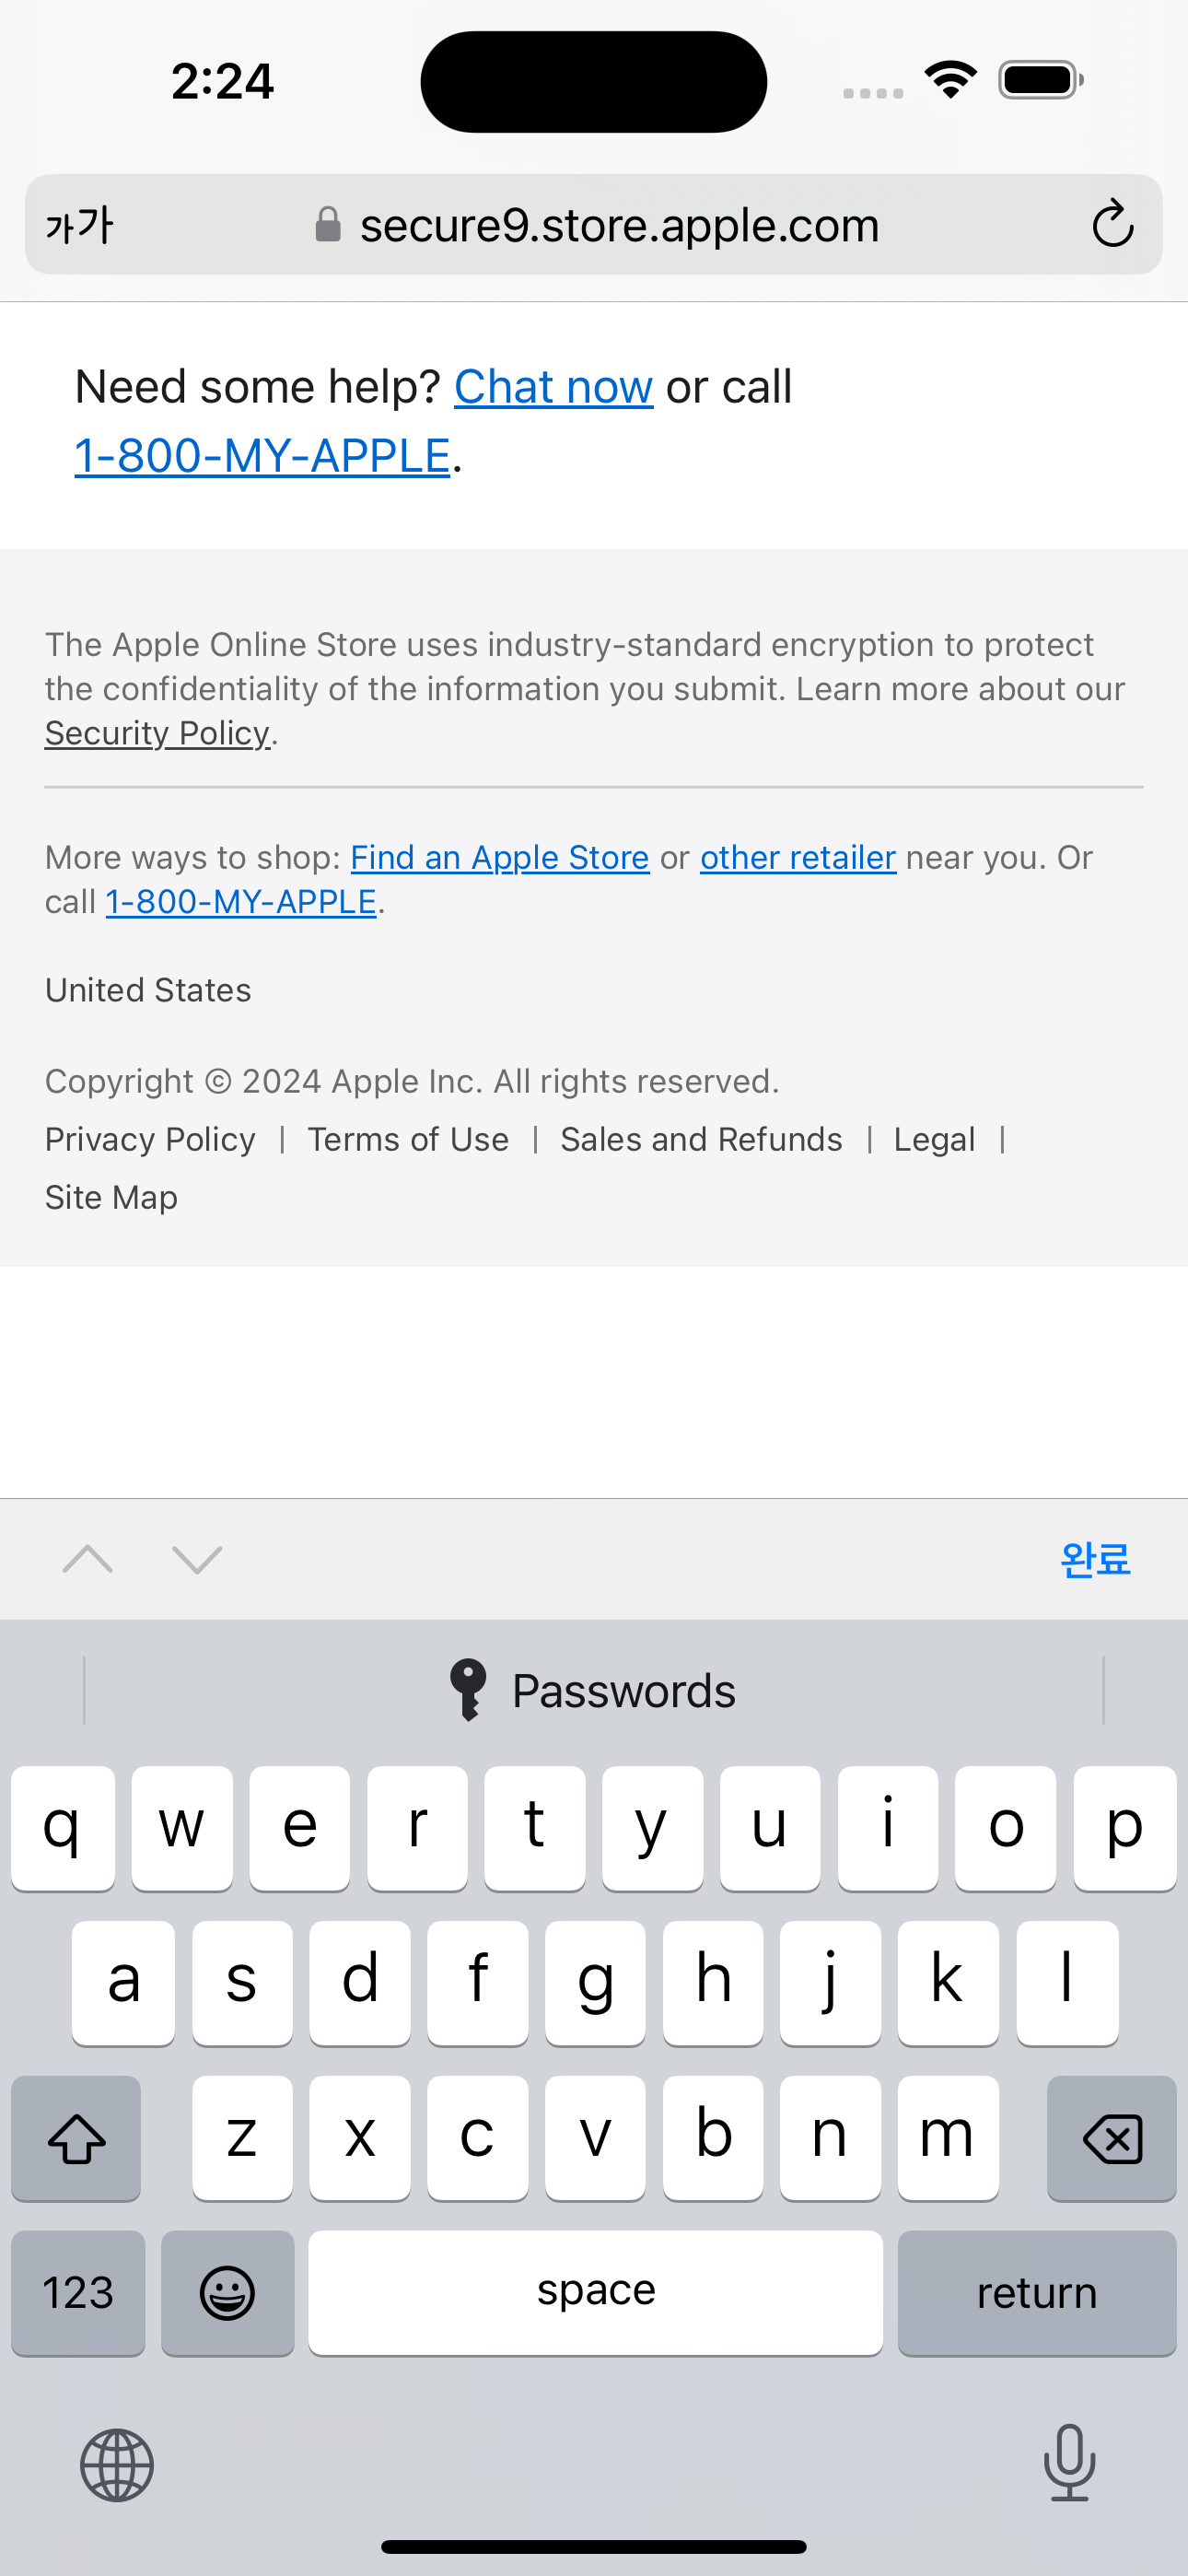 2:24
가가 secure9.store.apple.com
Need some help? Chat now or call
1-800-MY-APPLE.
The Apple Online Store uses industry-standard encryption to protect
the confidentiality of the information you submit. Learn more about our
Security Policy.
More ways to shop: Find an Apple Store or other retailer near you. Or
call 1-800-MY-APPLE.
United States
Copyright © 2024 Apple Inc. All rights reserved.
Privacy Policy | Terms of Use | Sales and Refunds | Legal |
Site Map
완료
Passwords
q w e r t y u i o p
a s d f g h j k l
z x c v b n m
123 space return